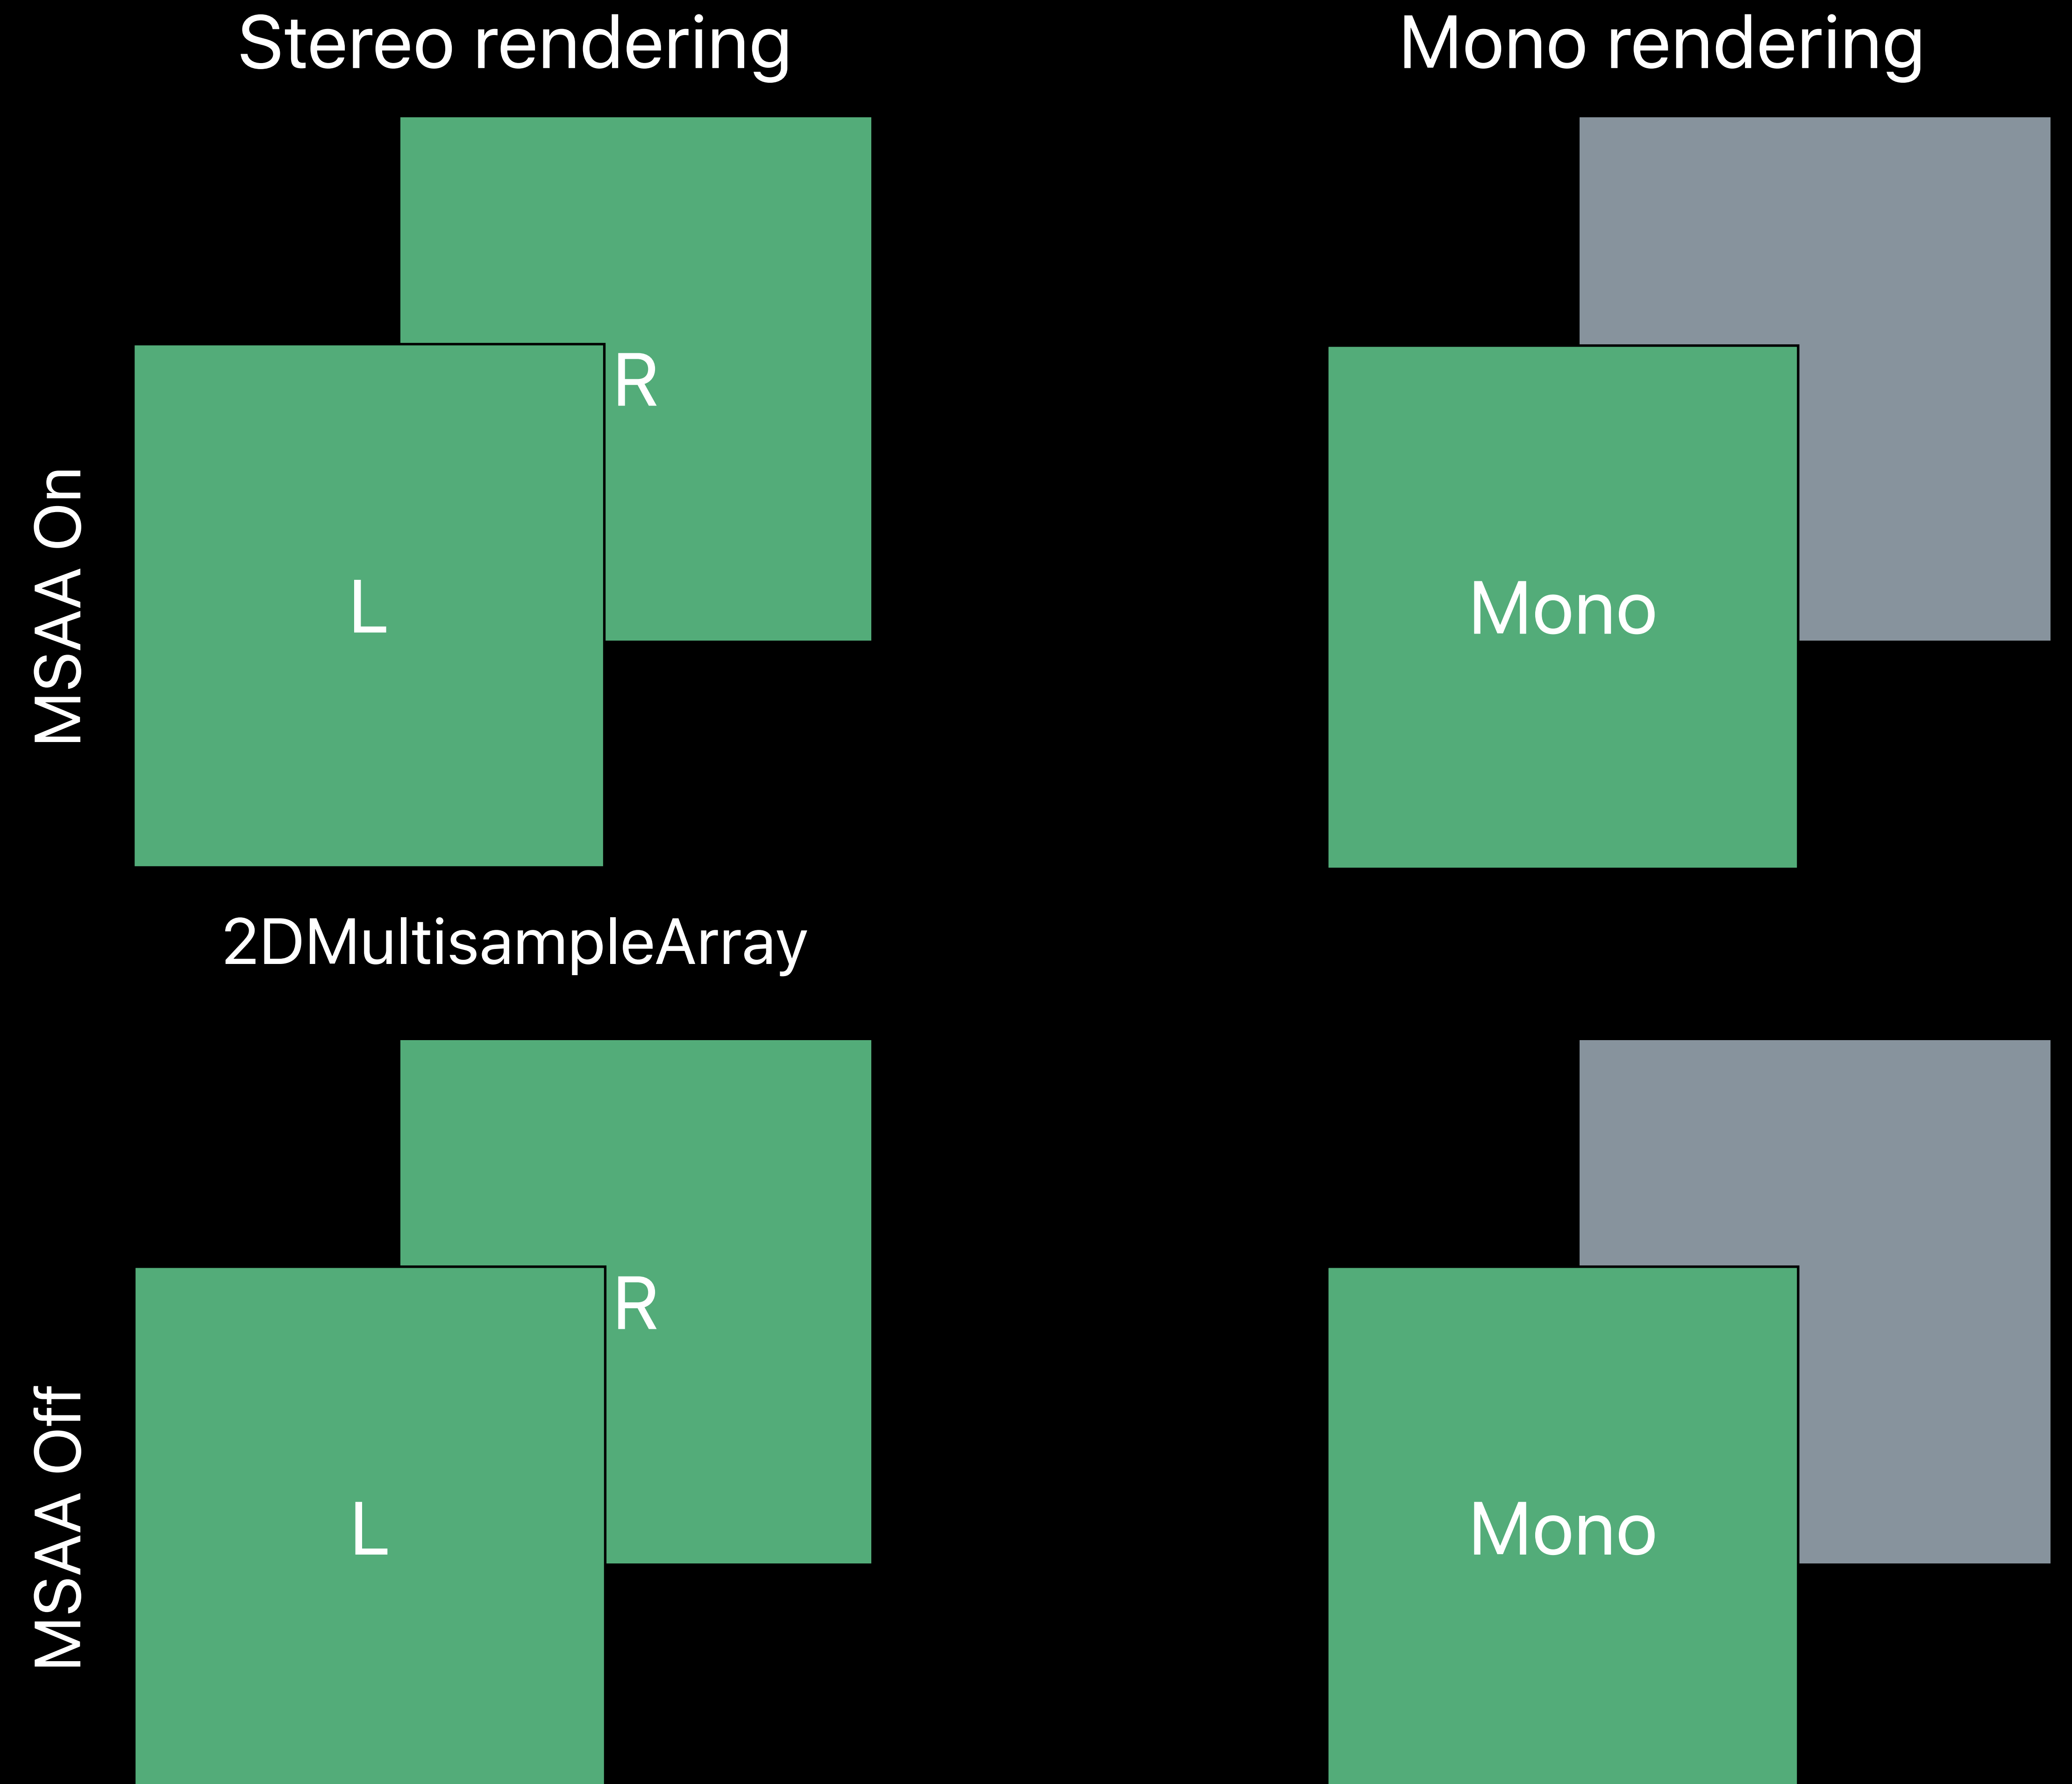 Stereo rendering
Mono rendering
MSAA On
R
L
Mono
2DMultisampleArray
MSAA Off
R
L
Mono